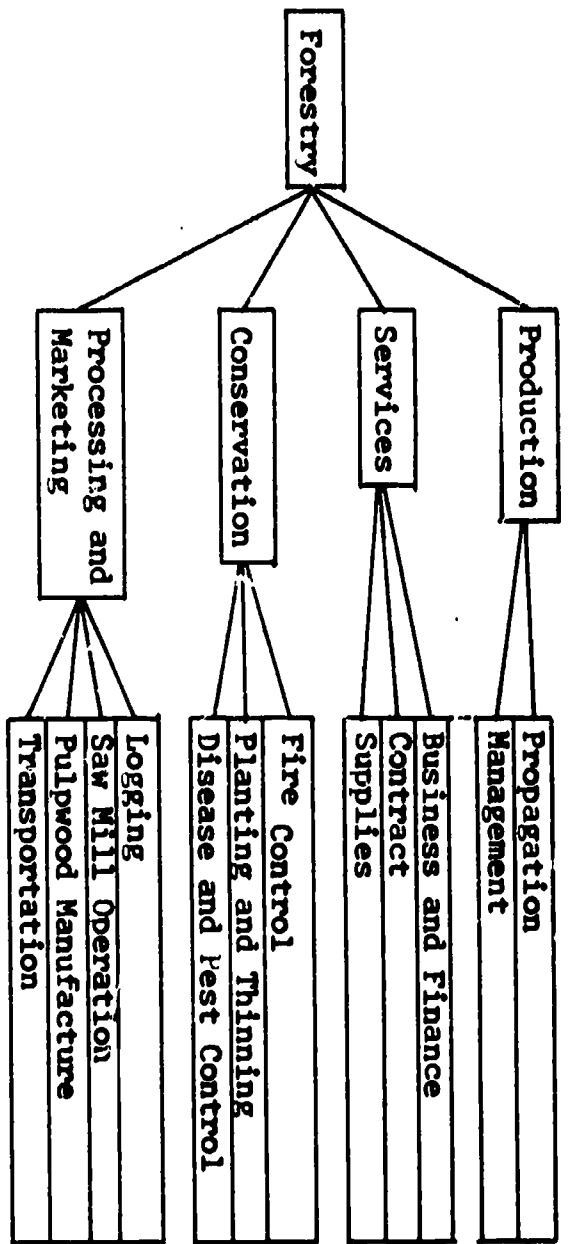 Forestry
Production
Propagation
Management
Services
Business and Finance
Contract
Supplies
Conservation
Fire Control
Planting and Thinning
Disease and Pest Control
Processing and
Marketing
Logging
Saw Mill Operation
Pulpwood Manufacture
Transportation